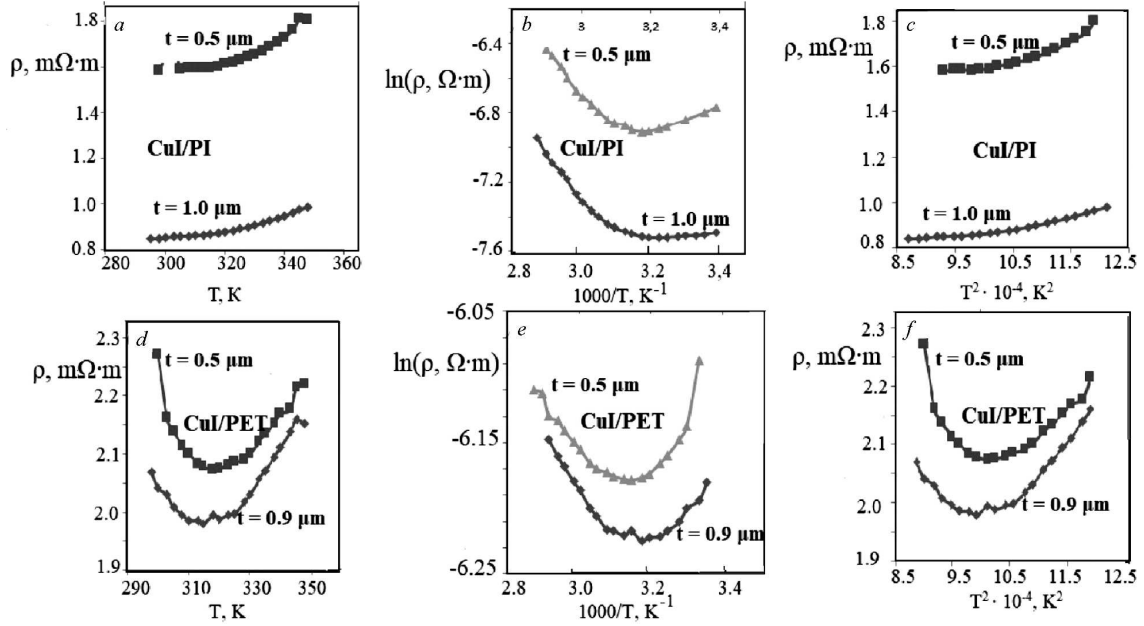 a
1.8
t = 0.5 µm
ρ, mΩ·m
1.6
1.4
1.2
CuI/PI
1.0
t = 1.0 µm
0.8
280 300 320 340 360
T, K
b
3 3,2 3,4
-6.4
t = 0.5 µm
ln(ρ, Ω·m)
-6.8
CuI/PI
-7.2
t = 1.0 µm
-7.6
2.8 3.0 3.2 3,4
1000/T, K⁻¹
c
1.8
t = 0.5 µm
ρ, mΩ·m
1.6
1.4
1.2
CuI/PI
1.0
t = 1.0 µm
0.8
8.5 9.5 10.5 11.5 12.5
T² · 10⁻⁴, K²
d
2.3
t = 0.5 µm
ρ, mΩ·m
2.2
CuI/PET
2.1
2.0
t = 0.9 µm
1.9
290 310 330 350
T, K
e
-6.05
ln(ρ, Ω·m)
t = 0.5 µm
CuI/PET
-6.15
t = 0.9 µm
-6.25
2.8 3.0 3.2 3.4
1000/T, K⁻¹
f
2.3
t = 0.5 µm
ρ, mΩ·m
2.2
CuI/PET
2.1
2.0
t = 0.9 µm
1.9
8.5 9.5 10.5 11.5 12.5
T² · 10⁻⁴, K²